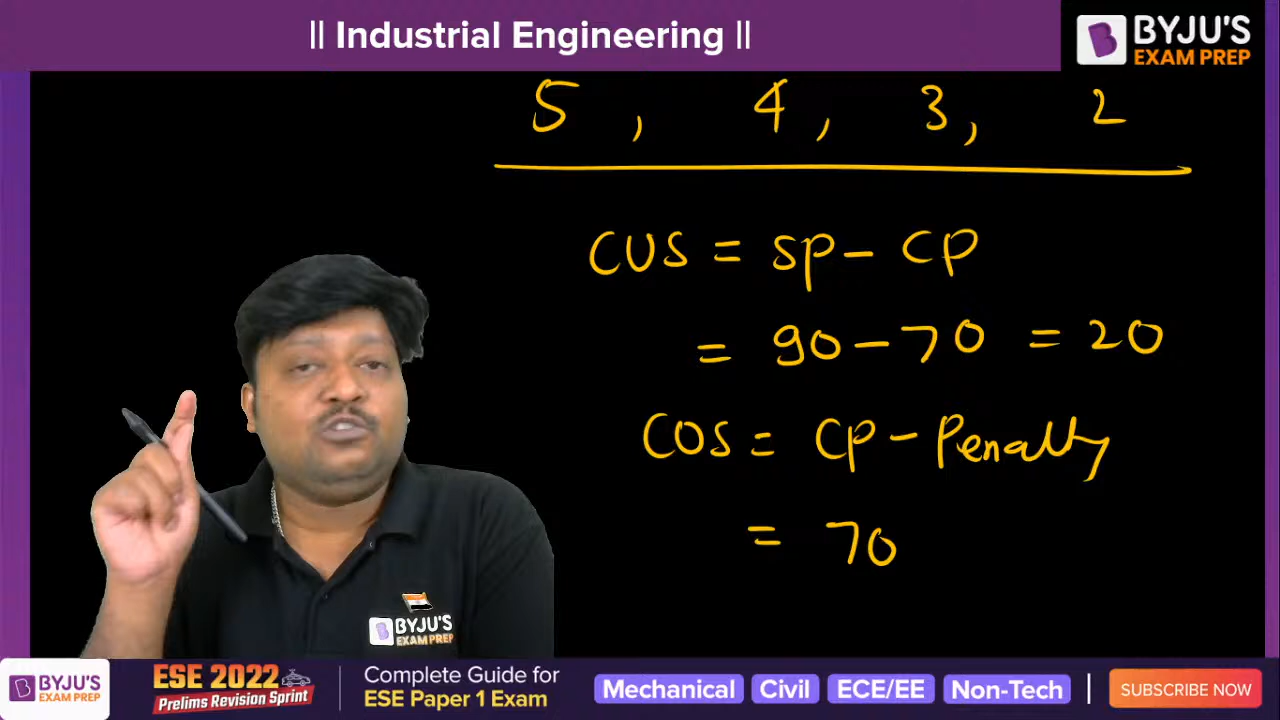 || Industrial Engineering ||
BYJU'S
EXAM PREP
5 , 4 , 3 , 2
CUS = SP - CP
= 90 - 70 = 20
COS = CP - Penalty
= 70
BYJU'S
EXAM PREP
BYJU'S
EXAM PREP
ESE 2022
Prelims Revision Sprint
Complete Guide for
ESE Paper 1 Exam
Mechanical Civil ECE/EE Non-Tech
SUBSCRIBE NOW